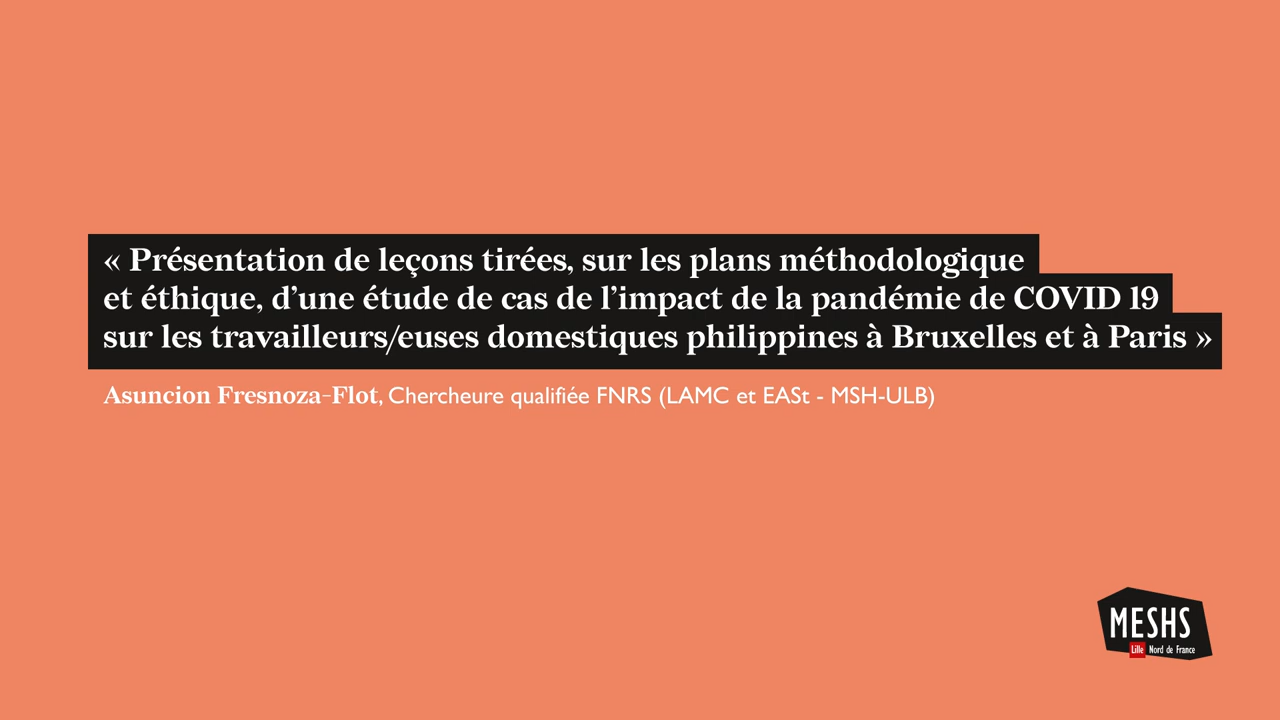 « Présentation de leçons tirées, sur les plans méthodologique
et éthique, d’une étude de cas de l’impact de la pandémie de COVID 19
sur les travailleurs/euses domestiques philippines à Bruxelles et à Paris »
Asuncion Fresnoza-Flot, Chercheure qualifiée FNRS (LAMC et EASt - MSH-ULB)
MESHS
Lille Nord de France